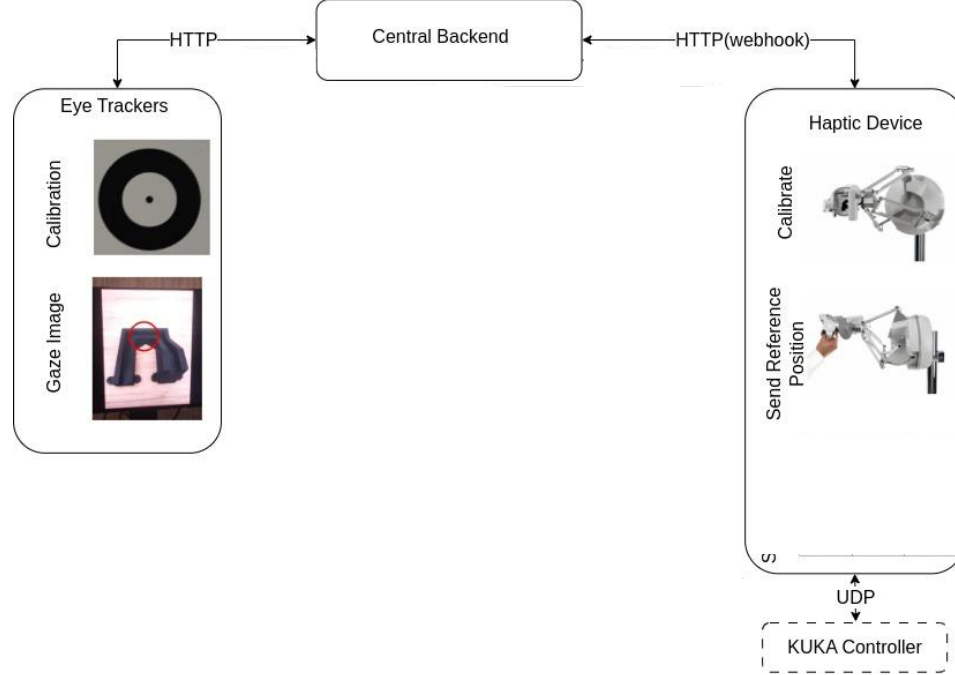 HTTP
Central Backend
HTTP(webhook)
Eye Trackers
Calibration
Gaze Image
Haptic Device
Calibrate
Send Reference
Position
UDP
KUKA Controller